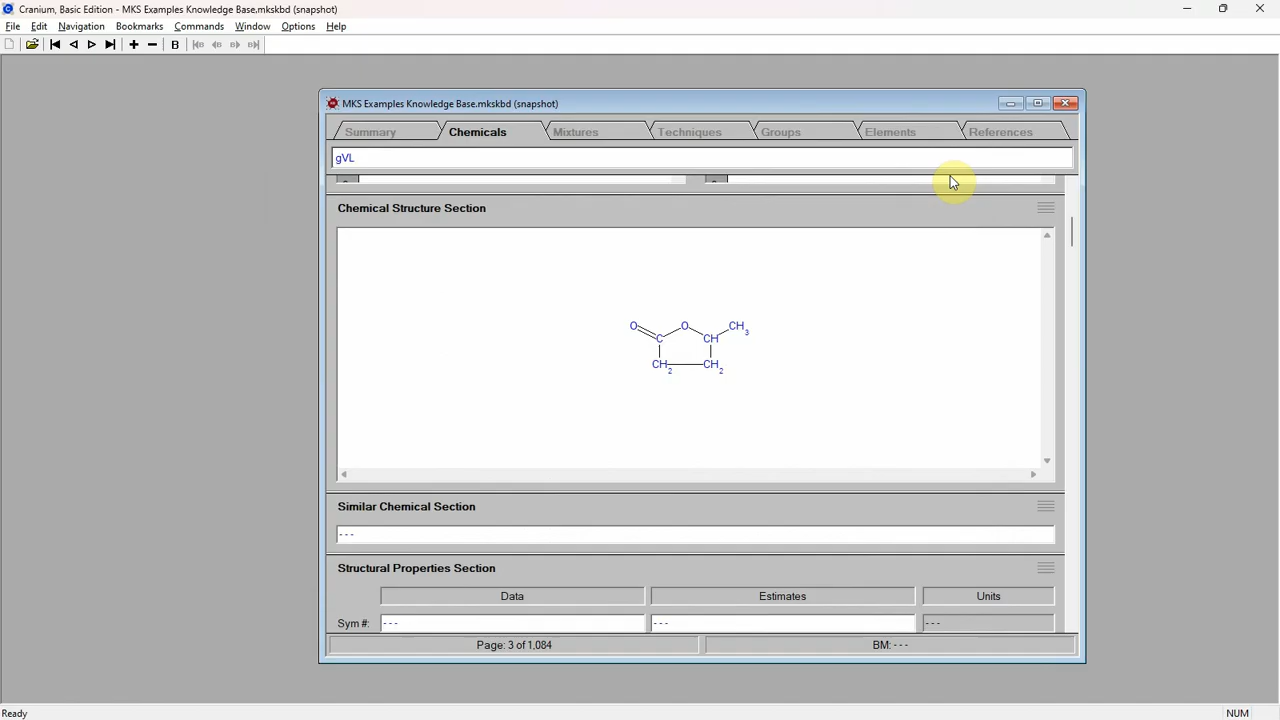 Cranium, Basic Edition - MKS Examples Knowledge Base.mkskbd (snapshot)
File Edit Navigation Bookmarks Commands Window Options Help
B
MKS Examples Knowledge Base.mkskbd (snapshot)
Summary Chemicals Mixtures Techniques Groups Elements References
gVL
Chemical Structure Section
O O CH3
C CH
CH2 CH2
Similar Chemical Section
---
Structural Properties Section
Data Estimates Units
Sym #: --- --- ---
Page: 3 of 1,084 BM: ---
Ready NUM